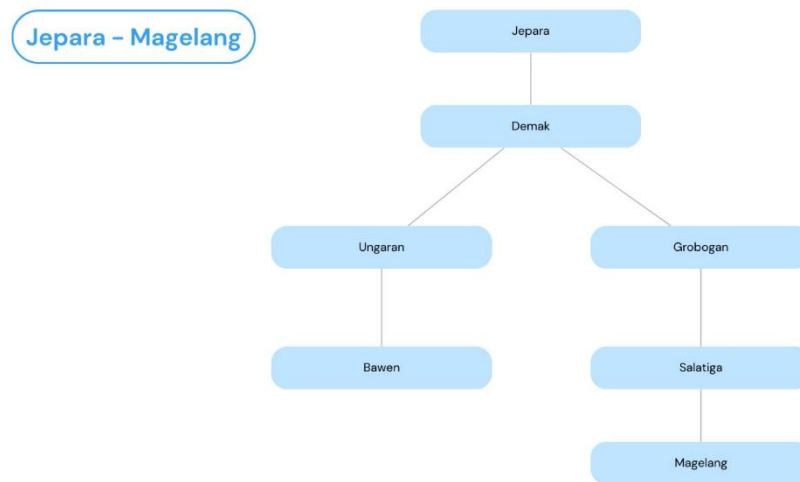 Jepara - Magelang
Jepara
Demak
Ungaran
Grobogan
Bawen
Salatiga
Magelang